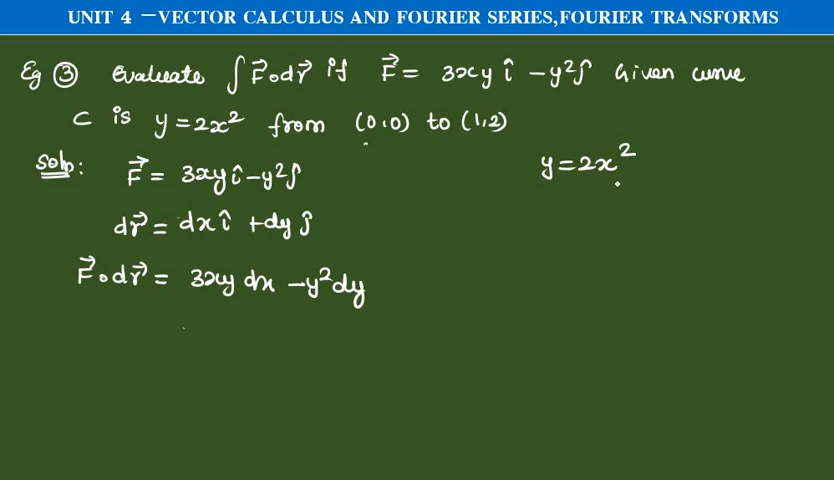 UNIT 4 –VECTOR CALCULUS AND FOURIER SERIES,FOURIER TRANSFORMS
Eg ③ Evaluate ∫ F⃗∘dr⃗ if F⃗ = 3xy î − y²ĵ Given curve
C is y = 2x² from (0,0) to (1,2)
Soln:
F⃗ = 3xy î − y²ĵ
y = 2x²
dr⃗ = dx î + dy ĵ
F⃗∘dr⃗ = 3xy dx − y²dy